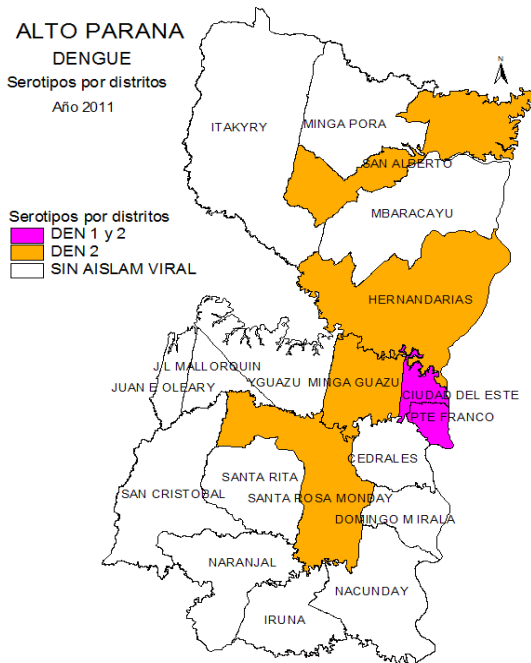 ALTO PARANA
DENGUE
Serotipos por distritos
Año 2011
N
ITAKYRY
MINGA PORA
SAN ALBERTO
MBARACAYU
Serotipos por distritos
DEN 1 y 2
DEN 2
SIN AISLAM VIRAL
HERNANDARIAS
J L MALLORQUIN
JUAN E OLEARY
YGUAZU
MINGA GUAZU
CIUDAD DEL ESTE
PTE FRANCO
CEDRALES
SANTA RITA
SAN CRISTOBAL
SANTA ROSA MONDAY
DOMINGO M IRALA
NARANJAL
NACUNDAY
IRUNA